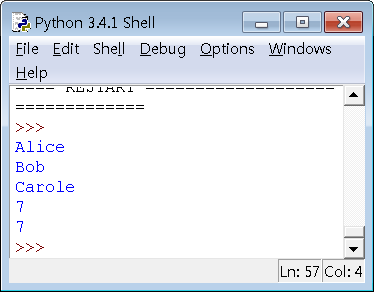 Python 3.4.1 Shell
File Edit Shell Debug Options Windows
Help
==== RESTART ===================
=============
>>>
Alice
Bob
Carole
7
7
>>>
Ln: 57 Col: 4